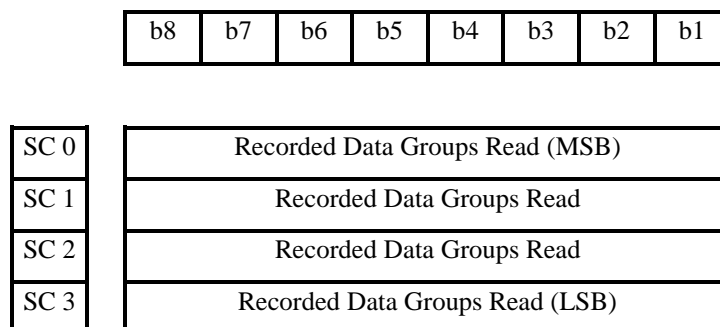 b8 b7 b6 b5 b4 b3 b2 b1
SC 0 Recorded Data Groups Read (MSB)
SC 1 Recorded Data Groups Read
SC 2 Recorded Data Groups Read
SC 3 Recorded Data Groups Read (LSB)